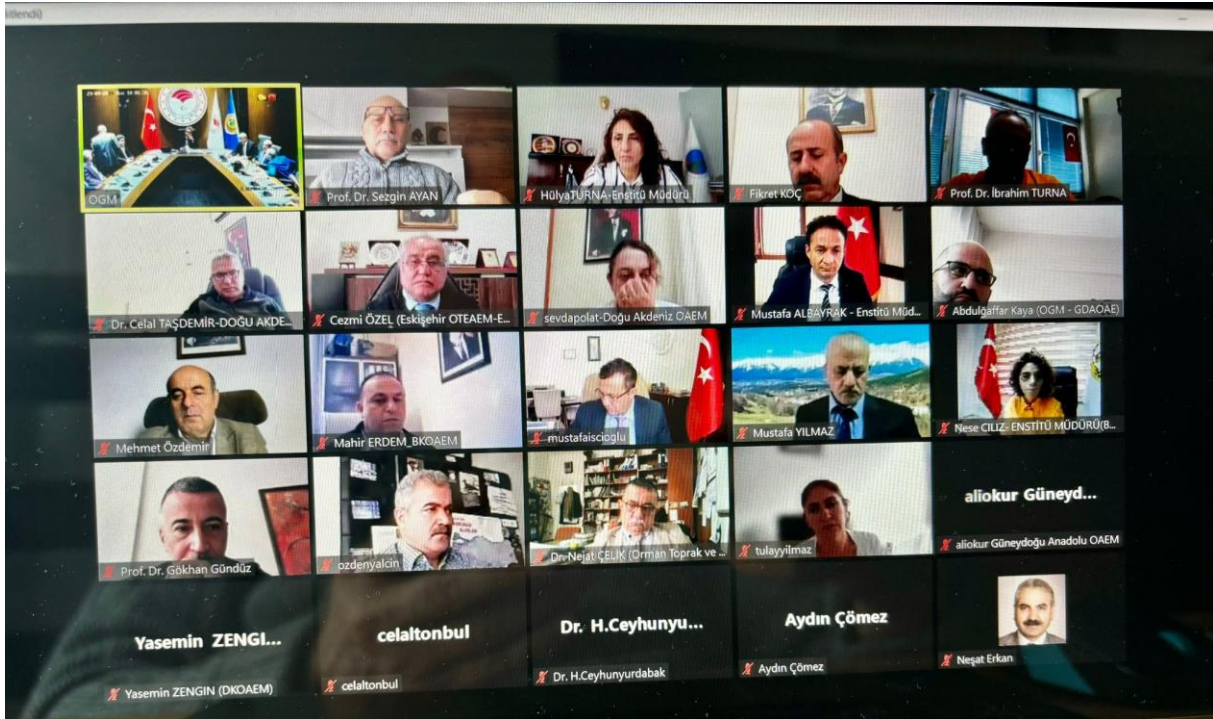 OGM
Prof. Dr. Sezgin AYAN
HülyaTURNA-Enstitü Müdürü
Fikret KOÇ
Prof. Dr. İbrahim TURNA
Dr. Celal TAŞDEMİR-DOĞU AKDE...
Cezmi ÖZEL (Eskişehir OTEAEM-E...
sevdapolat-Doğu Akdeniz OAEM
Mustafa ALBAYRAK - Enstitü Müd...
Abdulgaffar Kaya (OGM - GDAOAE)
Mehmet Özdemir
Mahir ERDEM_BKOAEM
mustafaiscioglu
Mustafa YILMAZ
Nese CILIZ- ENSTİTÜ MÜDÜRÜ(B...
Prof. Dr. Gökhan Gündüz
ozdenyalcin
Dr. Nejat ÇELİK (Orman Toprak ve ...
tulayyilmaz
aliokur Güneyd...
aliokur Güneydoğu Anadolu OAEM
Yasemin ZENGI...
Yasemin ZENGIN (DKOAEM)
celaltonbul
celaltonbul
Dr. H.Ceyhunyu...
Dr. H.Ceyhunyurdabak
Aydın Çömez
Aydın Çömez
Neşat Erkan